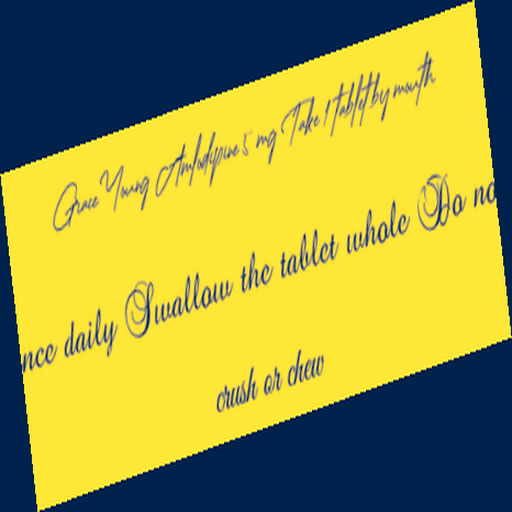 Grace Young Amlodipine 5 mg Take 1 tablet by mouth
nce daily Swallow the tablet whole Do no
crush or chew